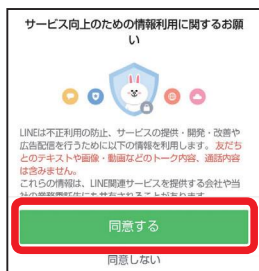 サービス向上のための情報利用に関するお願
い
LINEは不正利用の防止、サービスの提供・開発・改善や
広告配信を行うために以下の情報を利用します。友だち
とのテキストや画像・動画などのトーク内容、通話内容
は含みません。
これらの情報は、LINE関連サービスを提供する会社や当
同意する
同意しない